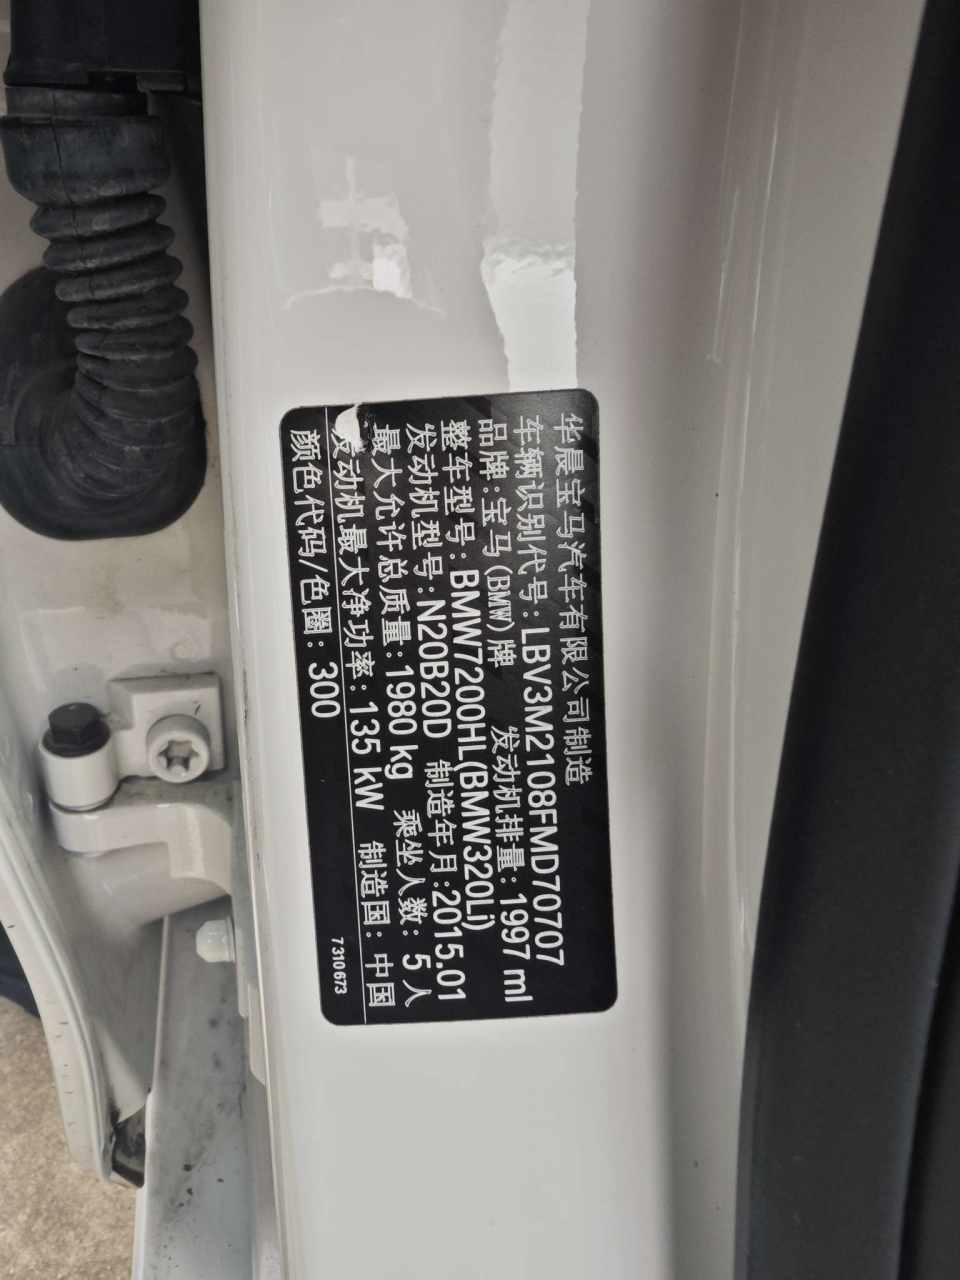 华晨宝马汽车有限公司制造
车辆识别代号: LBV3M2108FMD70707
品牌:宝马(BMW)牌 发动机排量:1997 ml
整车型号: BMW7200HL(BMW320Li)
发动机型号:N20B20D 制造年月:2015.01
最大允许总质量:1980 kg 乘坐人数: 5 人
发动机最大净功率:135 kW 制造国: 中国
颜色代码/色圈: 300
7 310 673